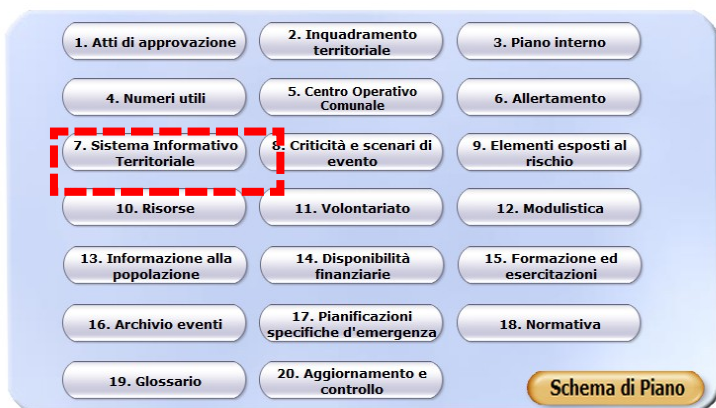 1. Atti di approvazione
2. Inquadramento
territoriale
3. Piano interno
4. Numeri utili
5. Centro Operativo
Comunale
6. Allertamento
7. Sistema Informativo
Territoriale
8. Criticità e scenari di
evento
9. Elementi esposti al
rischio
10. Risorse
11. Volontariato
12. Modulistica
13. Informazione alla
popolazione
14. Disponibilità
finanziarie
15. Formazione ed
esercitazioni
16. Archivio eventi
17. Pianificazioni
specifiche d'emergenza
18. Normativa
19. Glossario
20. Aggiornamento e
controllo
Schema di Piano